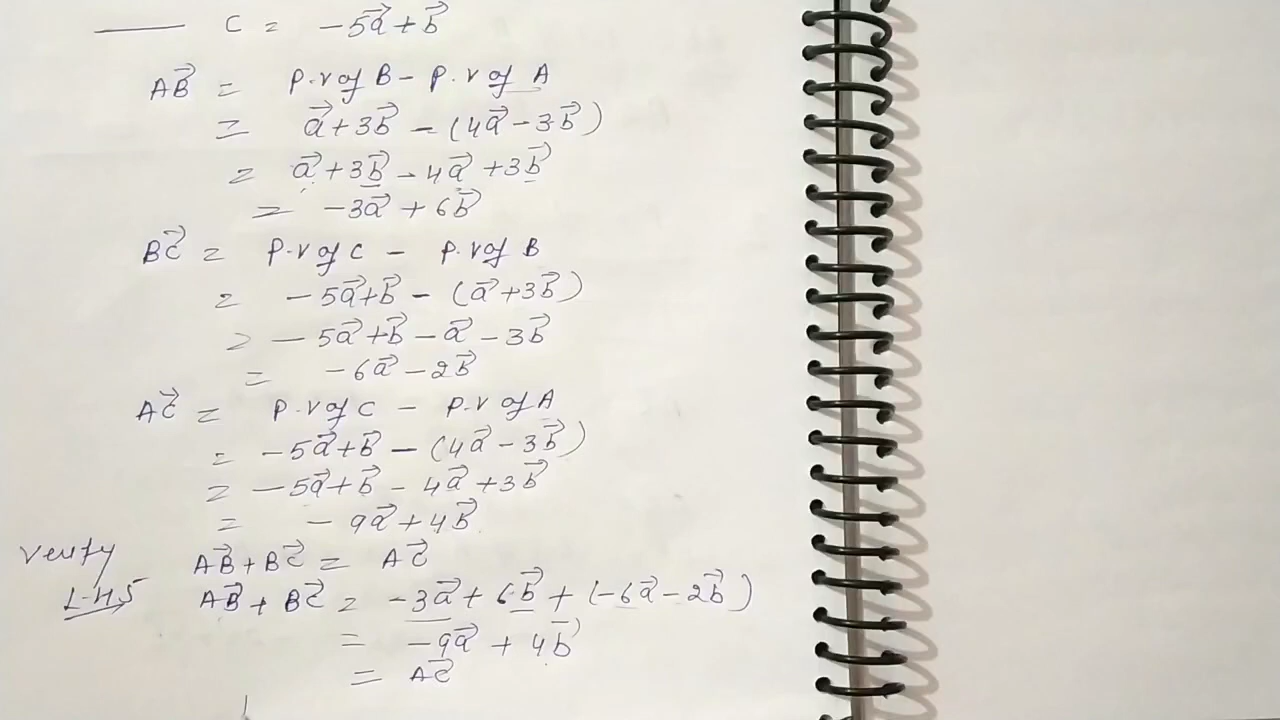 —— C = -5a⃗ + b⃗
AB⃗ = P.v of B - P.v of A
= a⃗ + 3b⃗ - (4a⃗ - 3b⃗)
= a⃗ + 3b⃗ - 4a⃗ + 3b⃗
= -3a⃗ + 6b⃗
BC⃗ = P.v of C - P.v of B
= -5a⃗ + b⃗ - (a⃗ + 3b⃗)
= -5a⃗ + b⃗ - a⃗ - 3b⃗
= -6a⃗ - 2b⃗
AC⃗ = P.v of C - P.v of A
= -5a⃗ + b⃗ - (4a⃗ - 3b⃗)
= -5a⃗ + b⃗ - 4a⃗ + 3b⃗
= -9a⃗ + 4b⃗
Verify AB⃗ + BC⃗ = AC⃗
L.H.S AB⃗ + BC⃗ = -3a⃗ + 6b⃗ + (-6a⃗ - 2b⃗)
= -9a⃗ + 4b⃗
= AC⃗